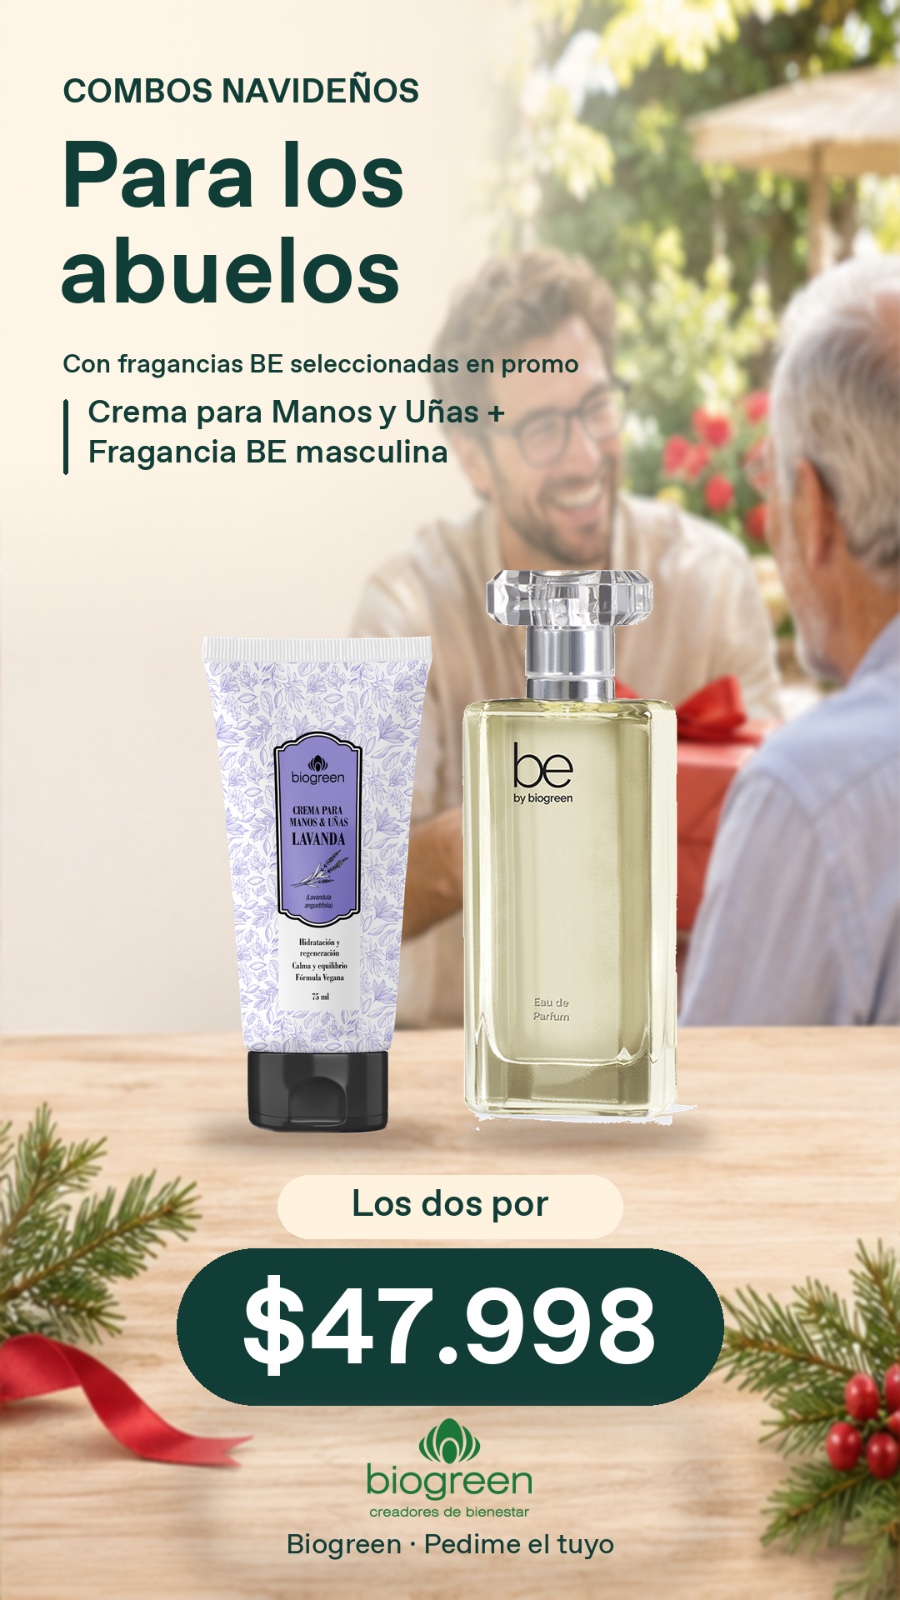 COMBOS NAVIDEÑOS
Para los
abuelos
Con fragancias BE seleccionadas en promo
Crema para Manos y Uñas +
Fragancia BE masculina
biogreen
CREMA PARA
MANOS & UÑAS
LAVANDA
(Lavandula
angustifolia)
Hidratación y
regeneración
Calma y equilibrio
Fórmula Vegana
75 ml
be
by biogreen
Eau de
Parfum
Los dos por
$47.998
biogreen
creadores de bienestar
Biogreen · Pedime el tuyo